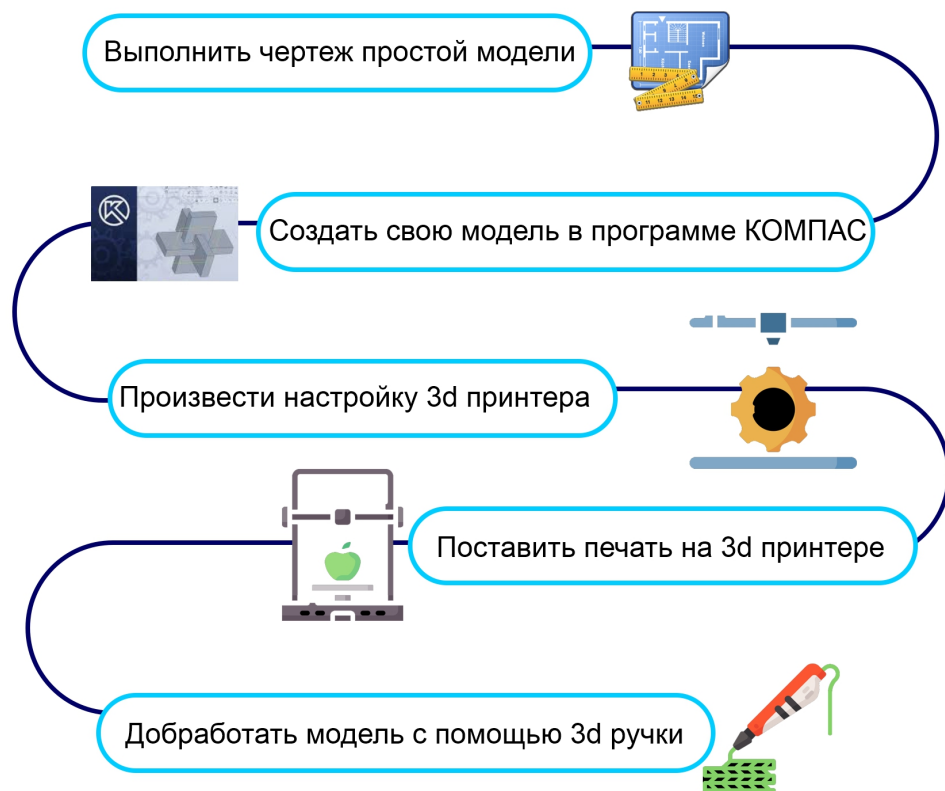 Выполнить чертеж простой модели
Создать свою модель в программе КОМПАС
Произвести настройку 3d принтера
Поставить печать на 3d принтере
Добработать модель с помощью 3d ручки